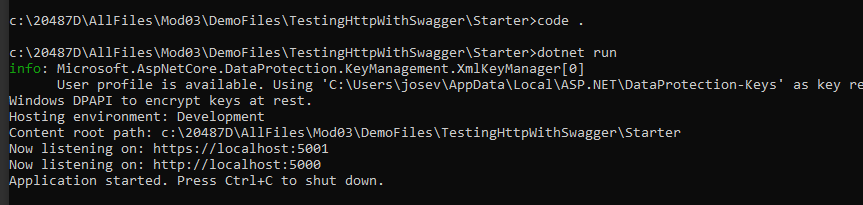 c:\20487D\AllFiles\Mod03\DemoFiles\TestingHttpWithSwagger\Starter>code .
c:\20487D\AllFiles\Mod03\DemoFiles\TestingHttpWithSwagger\Starter>dotnet run
info: Microsoft.AspNetCore.DataProtection.KeyManagement.XmlKeyManager[0]
User profile is available. Using 'C:\Users\josev\AppData\Local\ASP.NET\DataProtection-Keys' as key re
Windows DPAPI to encrypt keys at rest.
Hosting environment: Development
Content root path: c:\20487D\AllFiles\Mod03\DemoFiles\TestingHttpWithSwagger\Starter
Now listening on: https://localhost:5001
Now listening on: http://localhost:5000
Application started. Press Ctrl+C to shut down.